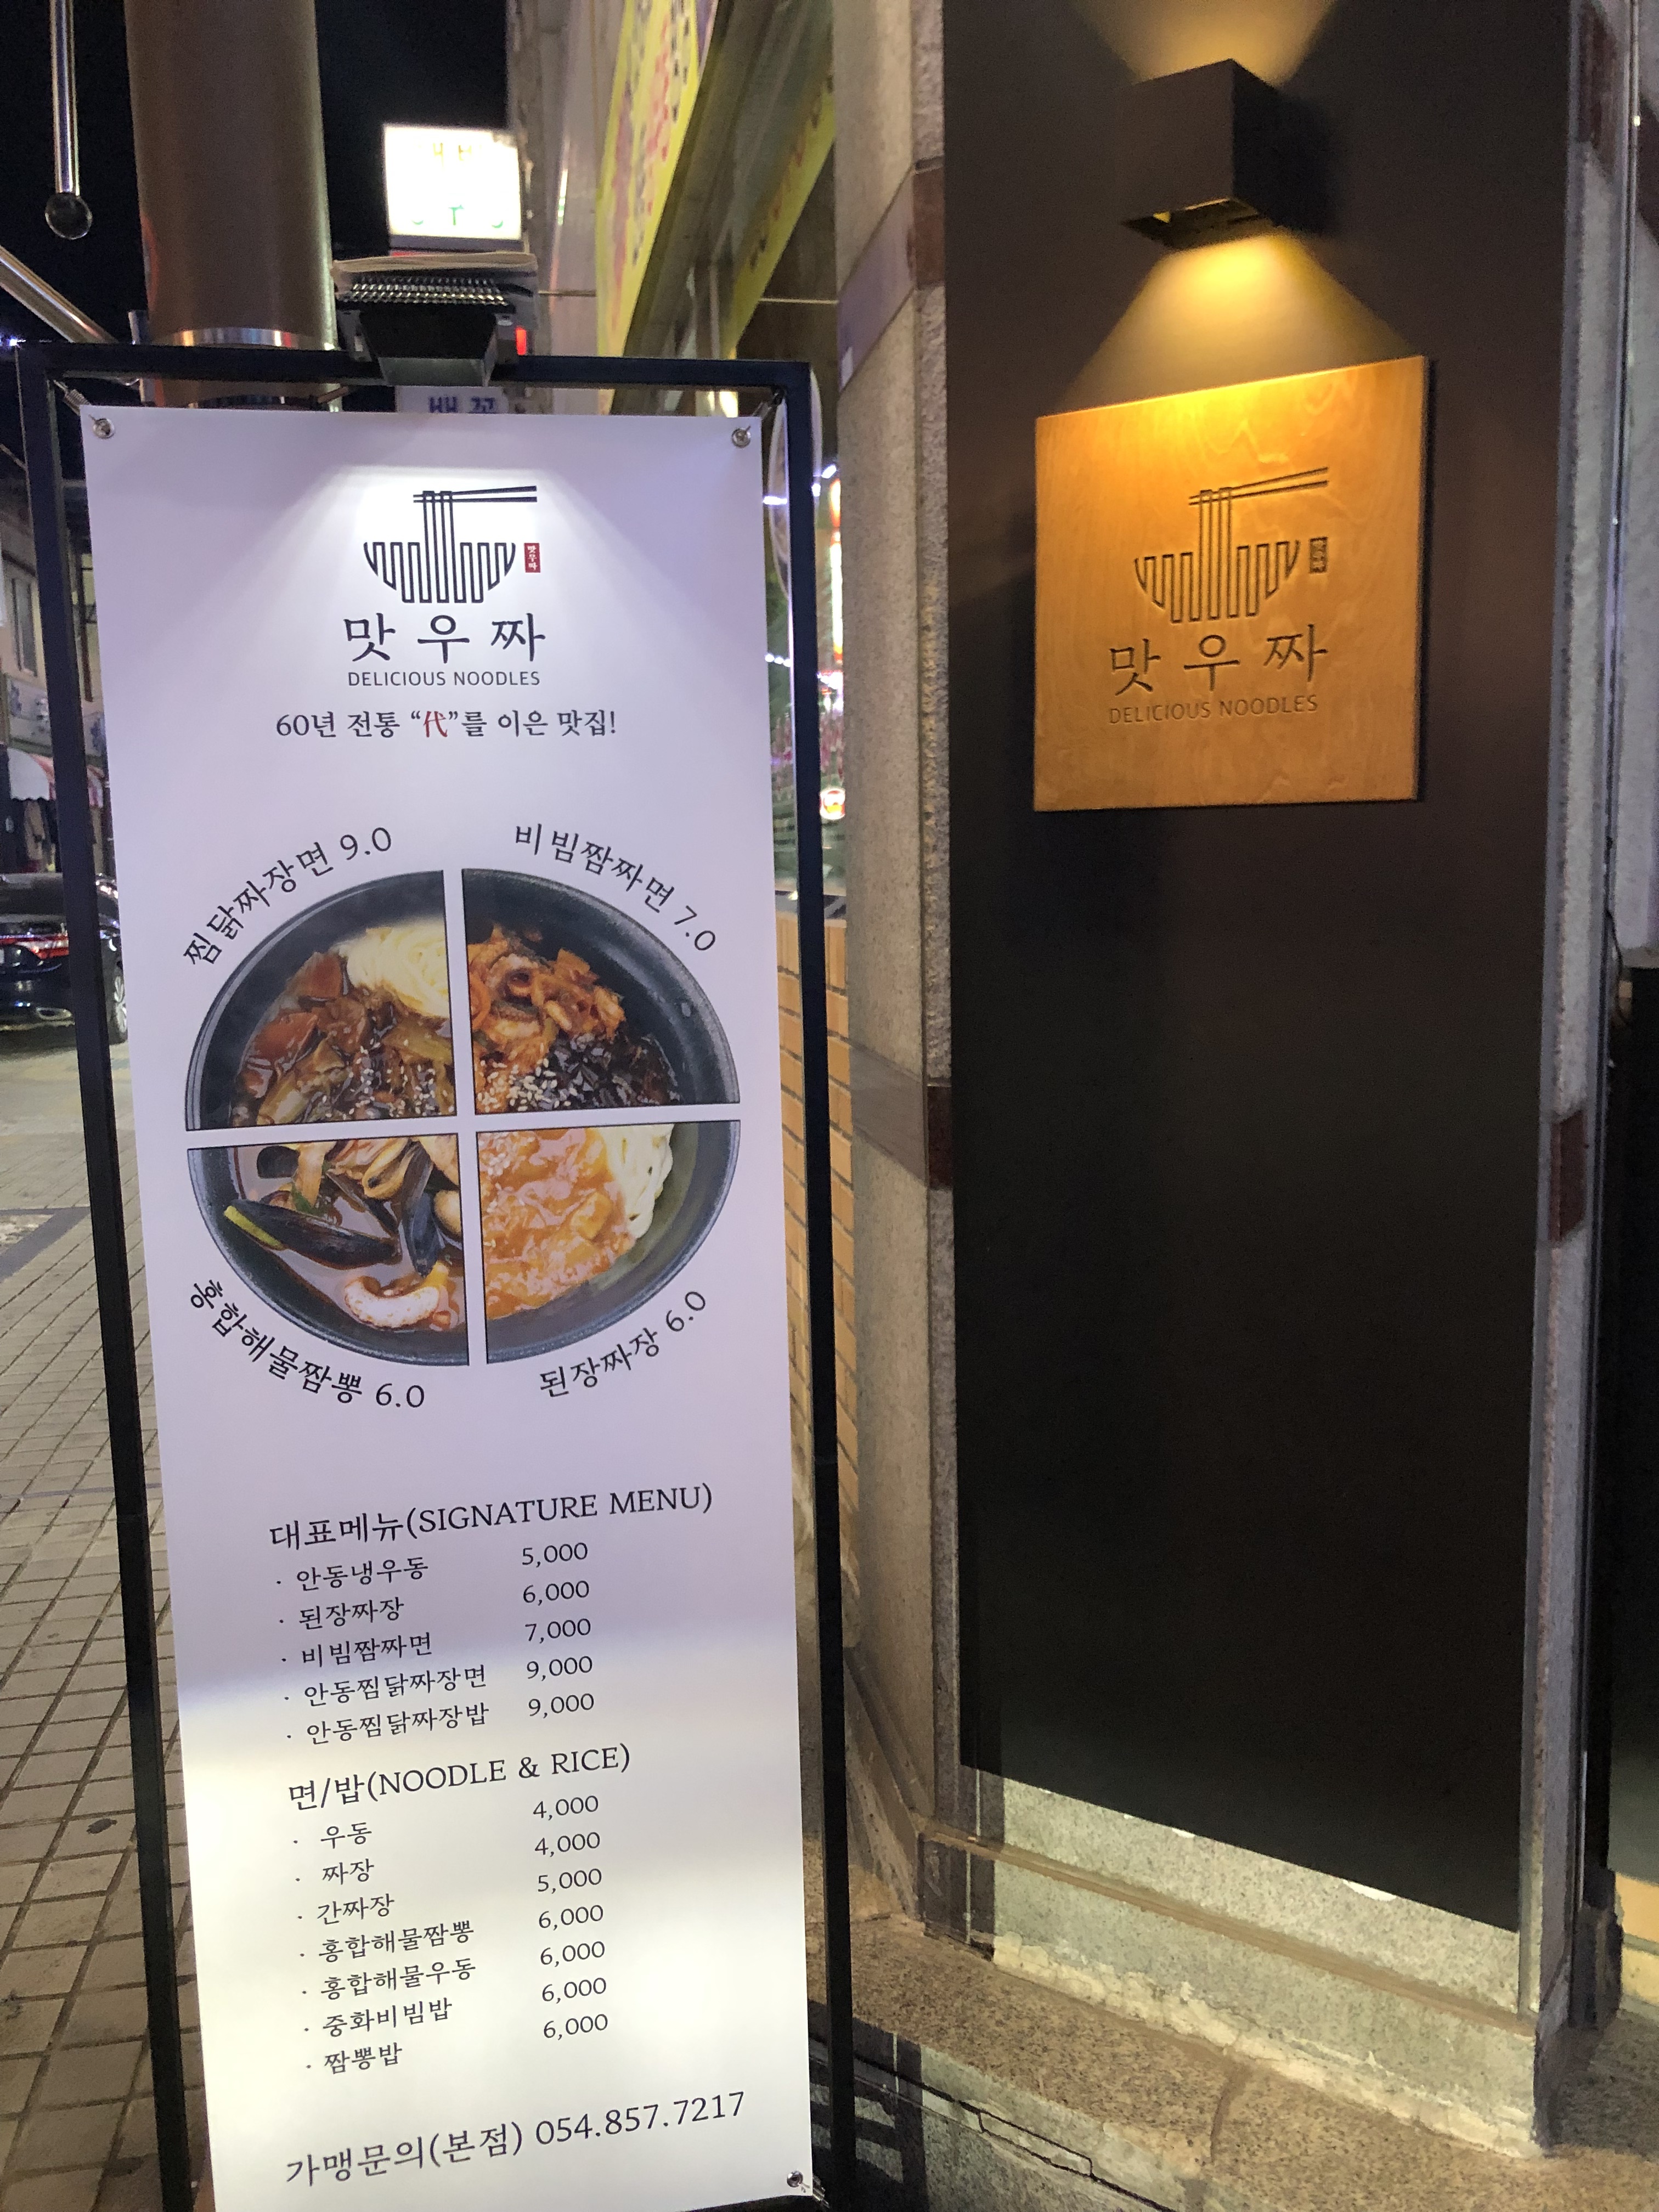 맛우짜
맛우짜
DELICIOUS NOODLES
60년 전통 “代”를 이은 맛집!
찜닭짜장면 9.0
비빔짬짜면 7.0
홍합해물짬뽕 6.0
된장짜장 6.0
대표메뉴(SIGNATURE MENU)
· 안동냉우동 5,000
· 된장짜장 6,000
· 비빔짬짜면 7,000
· 안동찜닭짜장면 9,000
· 안동찜닭짜장밥 9,000
면/밥(NOODLE & RICE)
· 우동 4,000
· 짜장 4,000
· 간짜장 5,000
· 홍합해물짬뽕 6,000
· 홍합해물우동 6,000
· 중화비빔밥 6,000
· 짬뽕밥 6,000
가맹문의(본점) 054.857.7217
맛우짜
DELICIOUS NOODLES